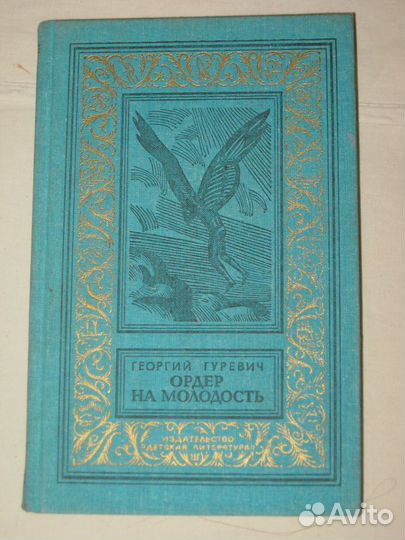 ГЕОРГИЙ ГУРЕВИЧ
ОРДЕР
НА МОЛОДОСТЬ
ИЗДАТЕЛЬСТВО
«ДЕТСКАЯ ЛИТЕРАТУРА»
Avito